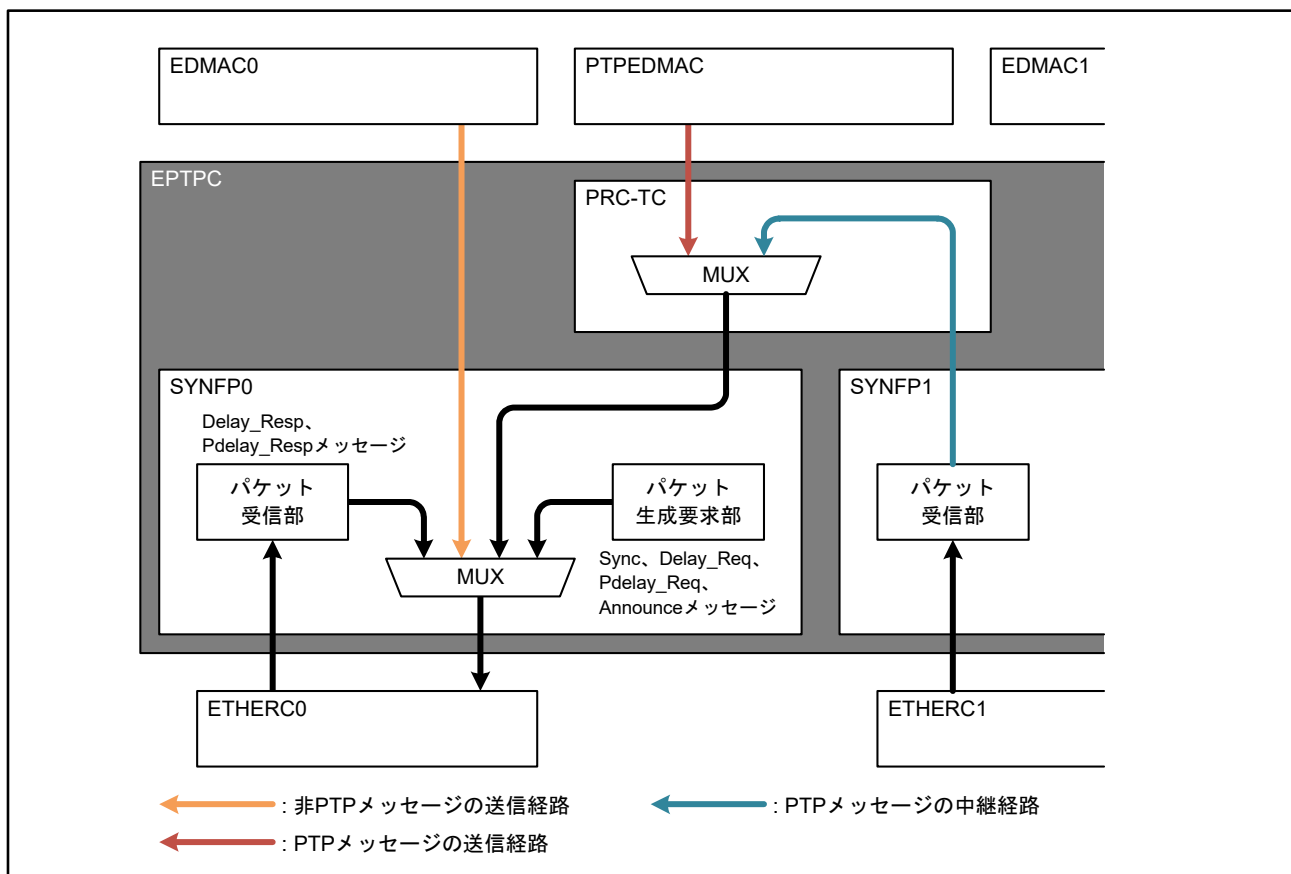 EDMAC0
PTPEDMAC
EDMAC1
EPTPC
PRC-TC
MUX
SYNFP0
SYNFP1
Delay_Resp、
Pdelay_Respメッセージ
パケット
受信部
パケット
生成要求部
パケット
受信部
MUX
Sync、Delay_Req、
Pdelay_Req、
Announceメッセージ
ETHERC0
ETHERC1
: 非PTPメッセージの送信経路
: PTPメッセージの中継経路
: PTPメッセージの送信経路